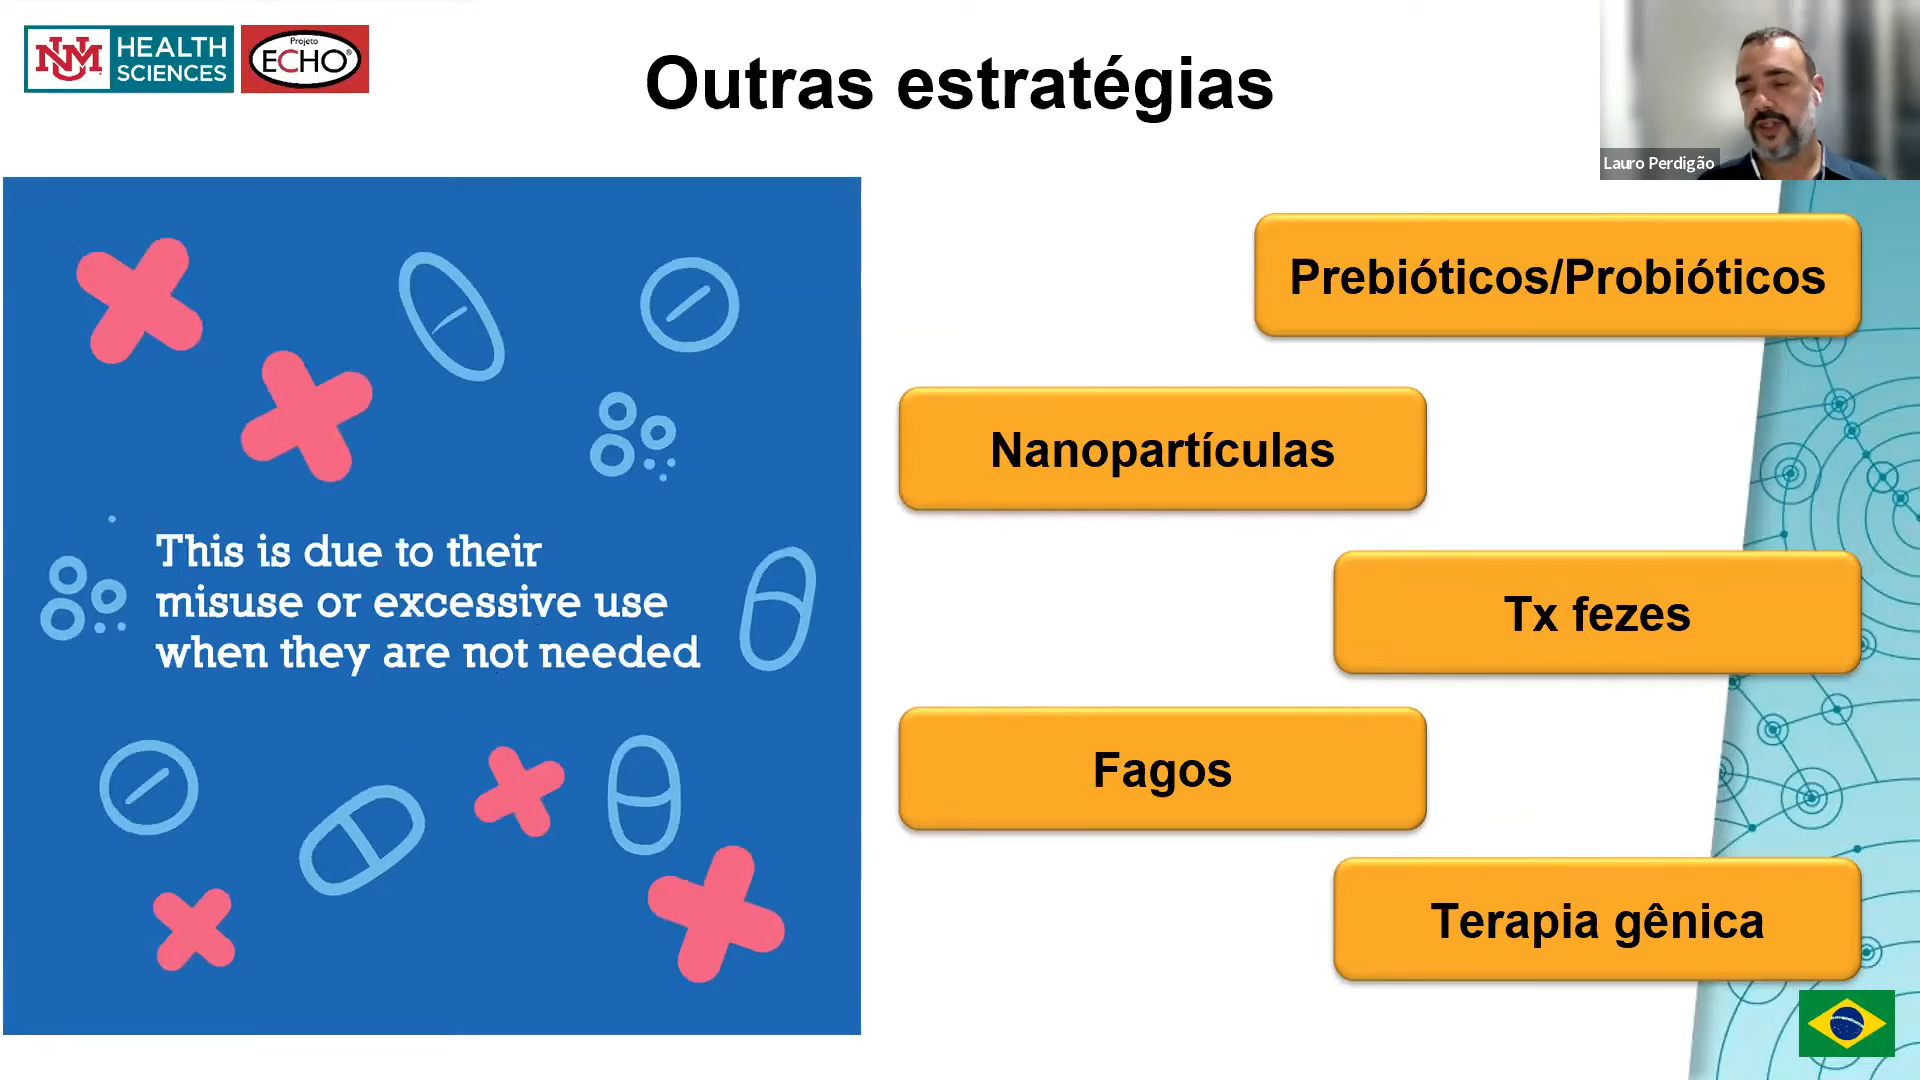 UNM
HEALTH
SCIENCES
Projeto
ECHO®
Outras estratégias
Lauro Perdigão
Prebióticos/Probióticos
Nanopartículas
This is due to their
misuse or excessive use
when they are not needed
Tx fezes
Fagos
Terapia gênica